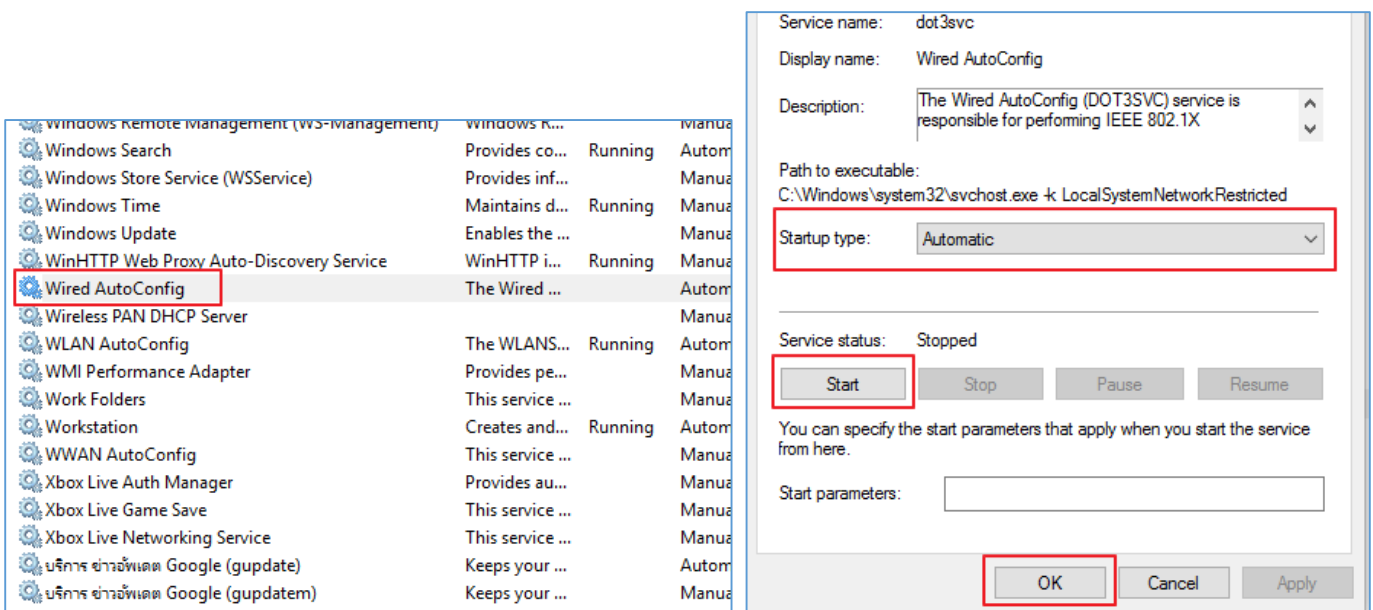 Windows Remote Management (WS-Management) Windows R... Manua
Windows Search Provides co... Running Autom
Windows Store Service (WSService) Provides inf... Manua
Windows Time Maintains d... Running Manua
Windows Update Enables the ... Manua
WinHTTP Web Proxy Auto-Discovery Service WinHTTP i... Running Manua
Wired AutoConfig The Wired ... Autom
Wireless PAN DHCP Server Manua
WLAN AutoConfig The WLANS... Running Autom
WMI Performance Adapter Provides pe... Manua
Work Folders This service ... Manua
Workstation Creates and... Running Autom
WWAN AutoConfig This service ... Manua
Xbox Live Auth Manager Provides au... Manua
Xbox Live Game Save This service ... Manua
Xbox Live Networking Service This service ... Manua
บริการ ข่าวอัพเดต Google (gupdate) Keeps your ... Autom
บริการ ข่าวอัพเดต Google (gupdatem) Keeps your ... Manua
Service name: dot3svc
Display name: Wired AutoConfig
Description: The Wired AutoConfig (DOT3SVC) service is
responsible for performing IEEE 802.1X
Path to executable:
C:\Windows\system32\svchost.exe -k LocalSystemNetworkRestricted
Startup type: Automatic
Service status: Stopped
Start Stop Pause Resume
You can specify the start parameters that apply when you start the service
from here.
Start parameters:
OK Cancel Apply